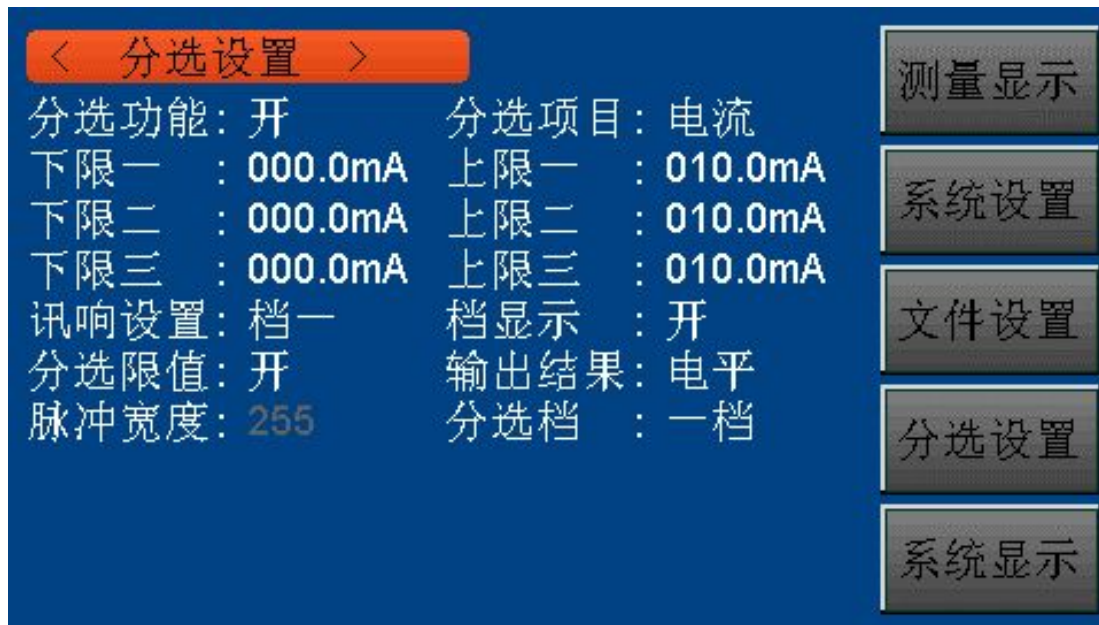 < 分选设置 >
分选功能: 开 分选项目: 电流
下限一 : 000.0mA 上限一 : 010.0mA
下限二 : 000.0mA 上限二 : 010.0mA
下限三 : 000.0mA 上限三 : 010.0mA
讯响设置: 档一 档显示 : 开
分选限值: 开 输出结果: 电平
脉冲宽度: 255 分选档 : 一档
测量显示
系统设置
文件设置
分选设置
系统显示